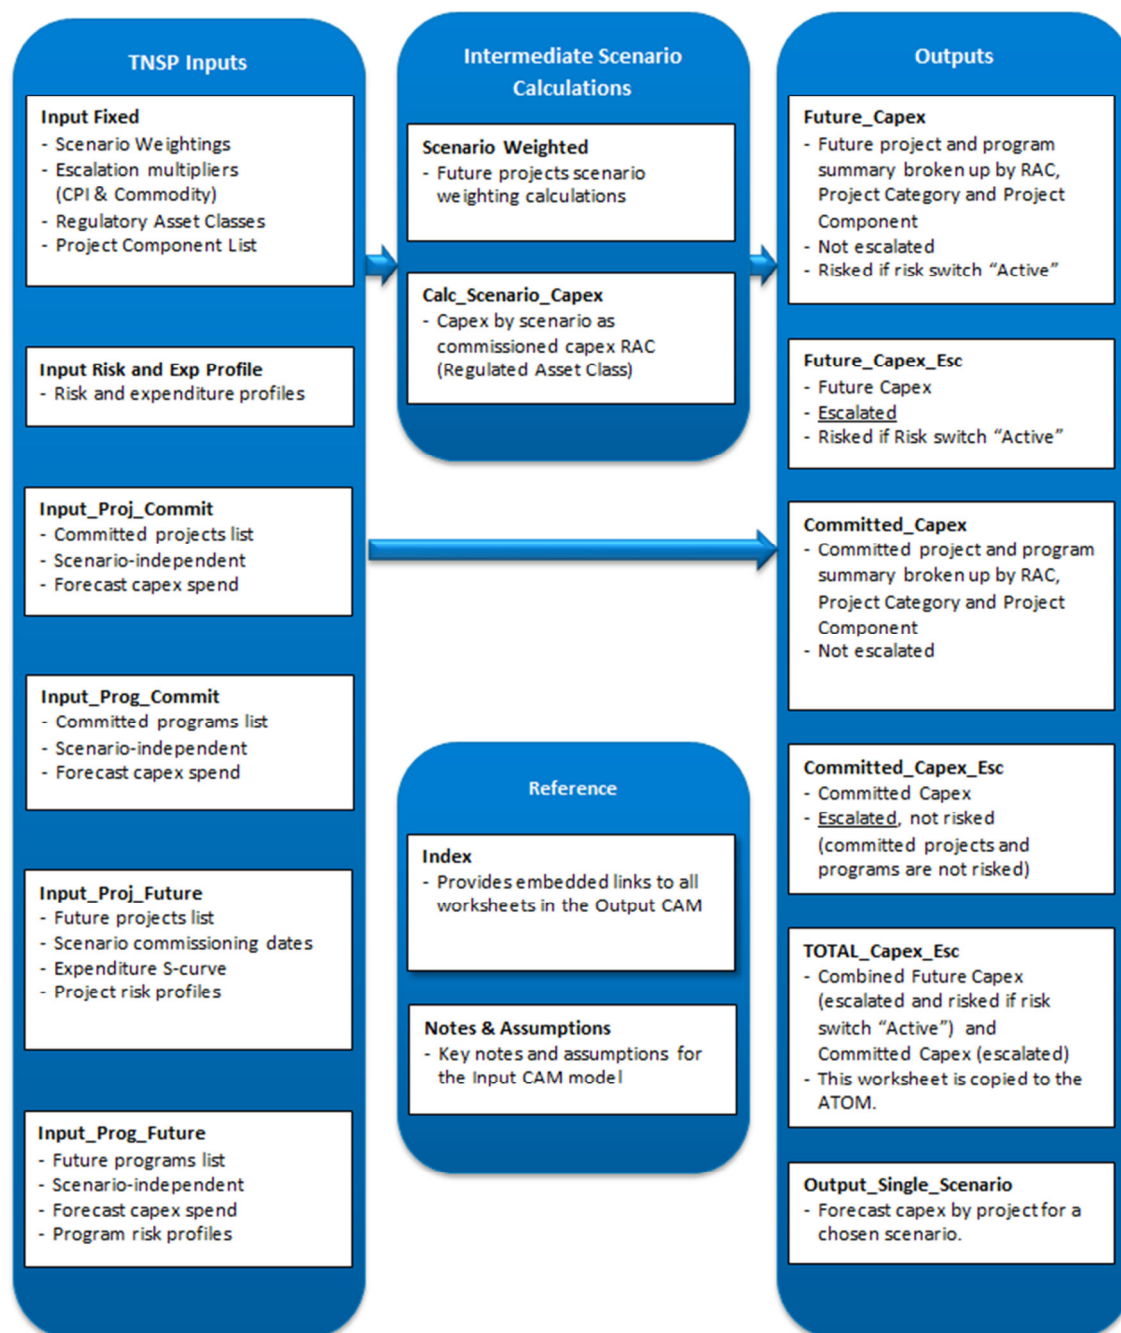 TNSP Inputs
Input Fixed
- Scenario Weightings
- Escalation multipliers
(CPI & Commodity)
- Regulatory Asset Classes
- Project Component List
Input Risk and Exp Profile
- Risk and expenditure profiles
Input_Proj_Commit
- Committed projects list
- Scenario-independent
- Forecast capex spend
Input_Prog_Commit
- Committed programs list
- Scenario-independent
- Forecast capex spend
Input_Proj_Future
- Future projects list
- Scenario commissioning dates
- Expenditure S-curve
- Project risk profiles
Input_Prog_Future
- Future programs list
- Scenario-independent
- Forecast capex spend
- Program risk profiles
Intermediate Scenario
Calculations
Scenario Weighted
- Future projects scenario
weighting calculations
Calc_Scenario_Capex
- Capex by scenario as
commissioned capex RAC
(Regulated Asset Class)
Reference
Index
- Provides embedded links to all
worksheets in the Output CAM
Notes & Assumptions
- Key notes and assumptions for
the Input CAM model
Outputs
Future_Capex
- Future project and program
summary broken up by RAC,
Project Category and Project
Component
- Not escalated
- Risked if risk switch “Active”
Future_Capex_Esc
- Future Capex
- Escalated
- Risked if Risk switch “Active”
Committed_Capex
- Committed project and program
summary broken up by RAC,
Project Category and Project
Component
- Not escalated
Committed_Capex_Esc
- Committed Capex
- Escalated, not risked
(committed projects and
programs are not risked)
TOTAL_Capex_Esc
- Combined Future Capex
(escalated and risked if risk
switch “Active”) and
Committed Capex (escalated)
- This worksheet is copied to the
ATOM.
Output_Single_Scenario
- Forecast capex by project for a
chosen scenario.